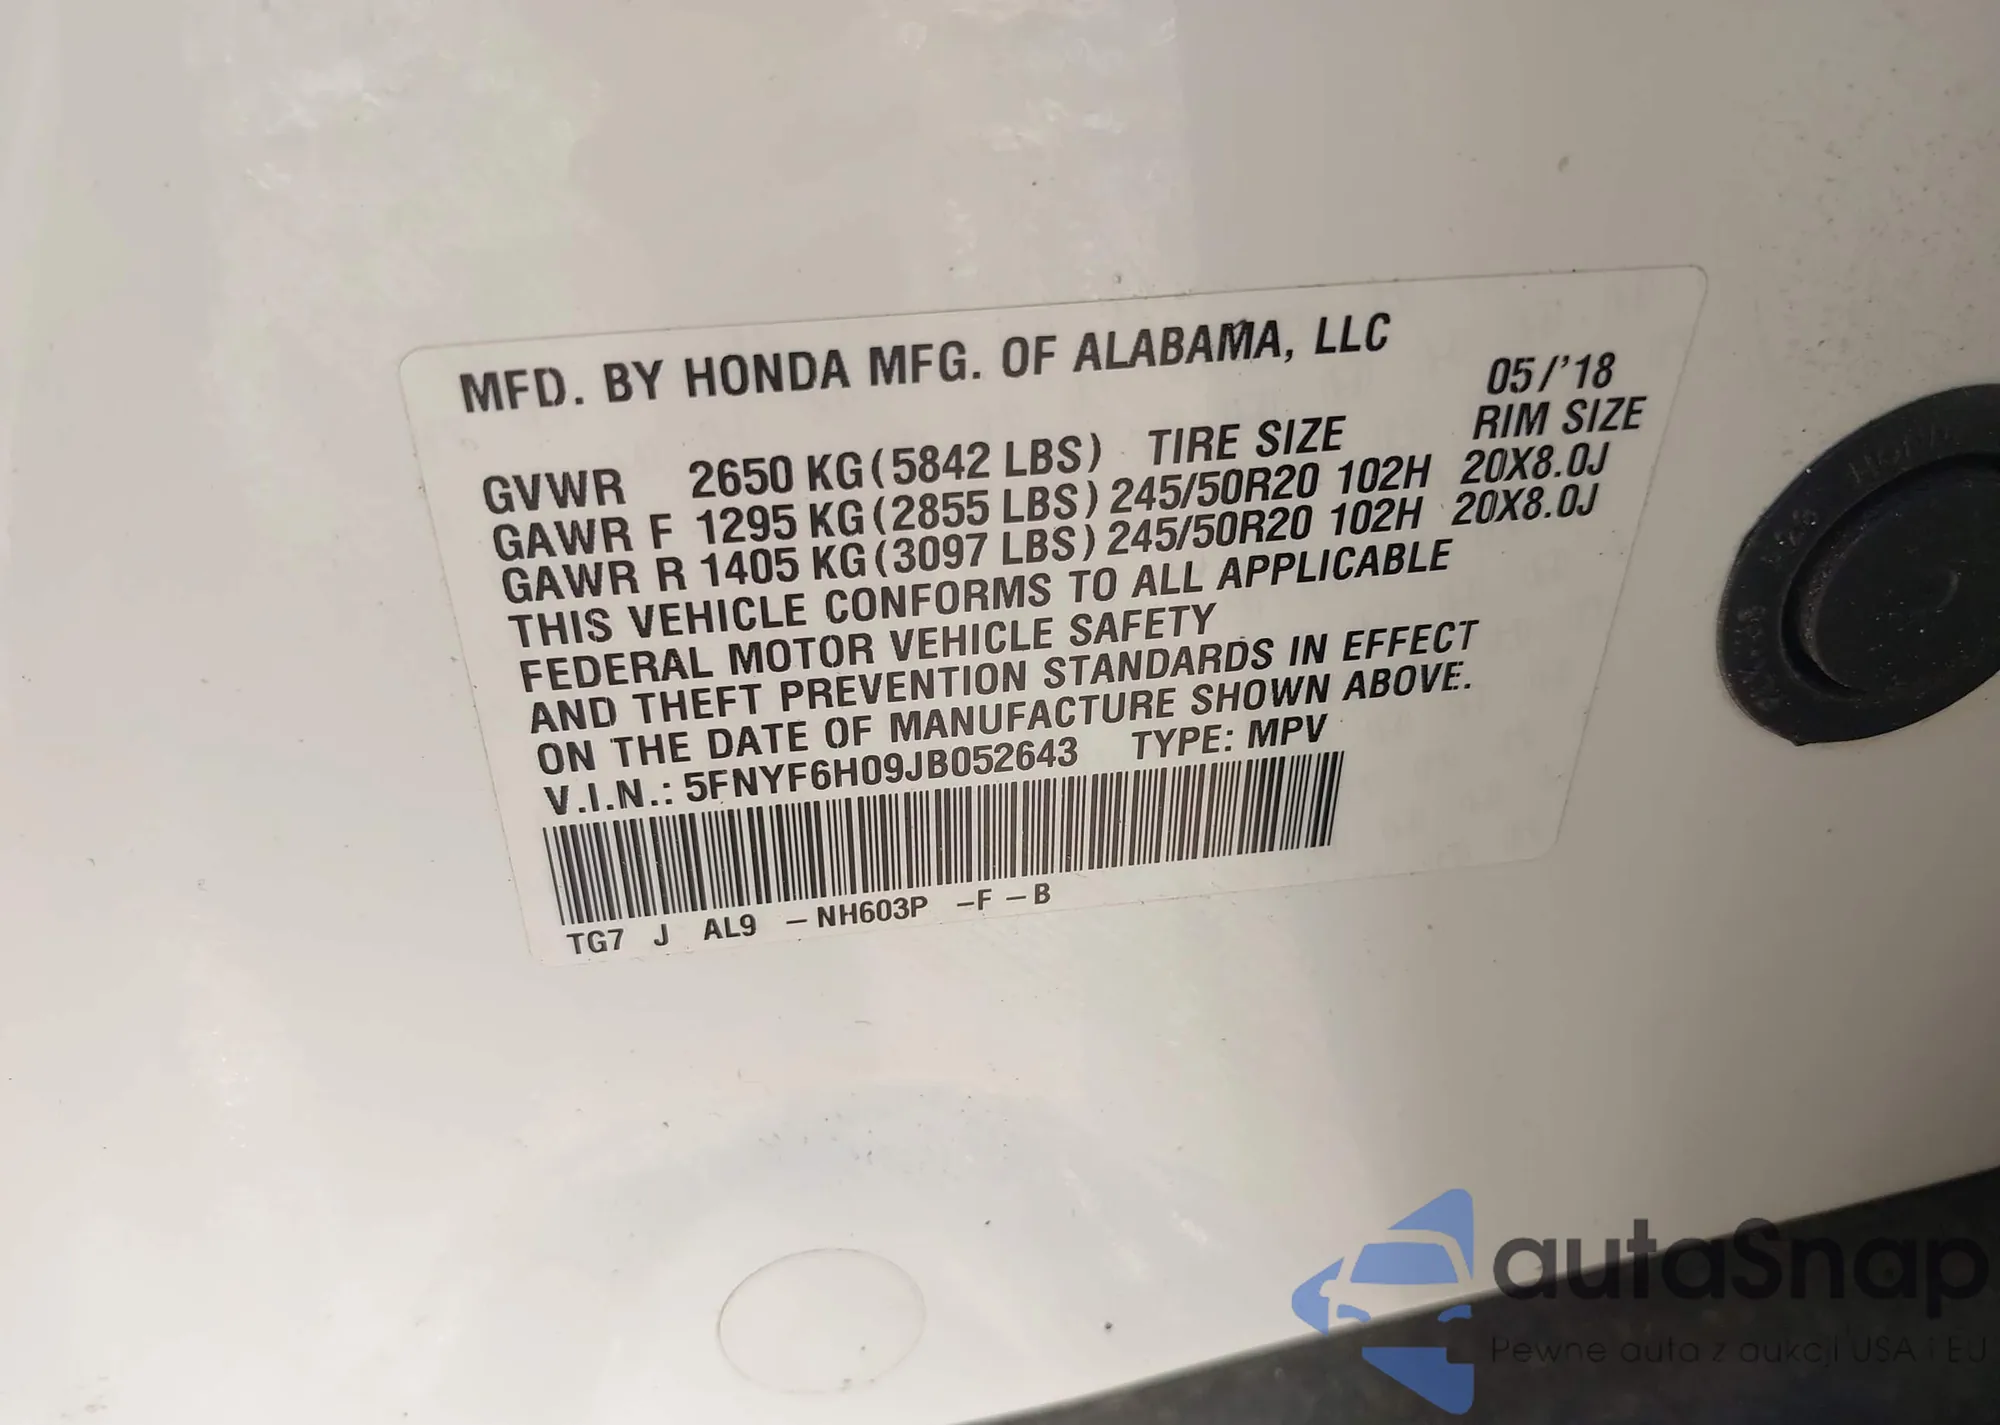 MFD. BY HONDA MFG. OF ALABAMA, LLC
05/'18
GVWR 2650 KG(5842 LBS) TIRE SIZE RIM SIZE
GAWR F 1295 KG(2855 LBS) 245/50R20 102H 20X8.0J
GAWR R 1405 KG(3097 LBS) 245/50R20 102H 20X8.0J
THIS VEHICLE CONFORMS TO ALL APPLICABLE
FEDERAL MOTOR VEHICLE SAFETY
AND THEFT PREVENTION STANDARDS IN EFFECT
ON THE DATE OF MANUFACTURE SHOWN ABOVE.
V.I.N.: 5FNYF6H09JB052643 TYPE: MPV
TG7 J AL9 – NH603P –F – B
autaSnap
Pewne auta z aukcji USA i EU